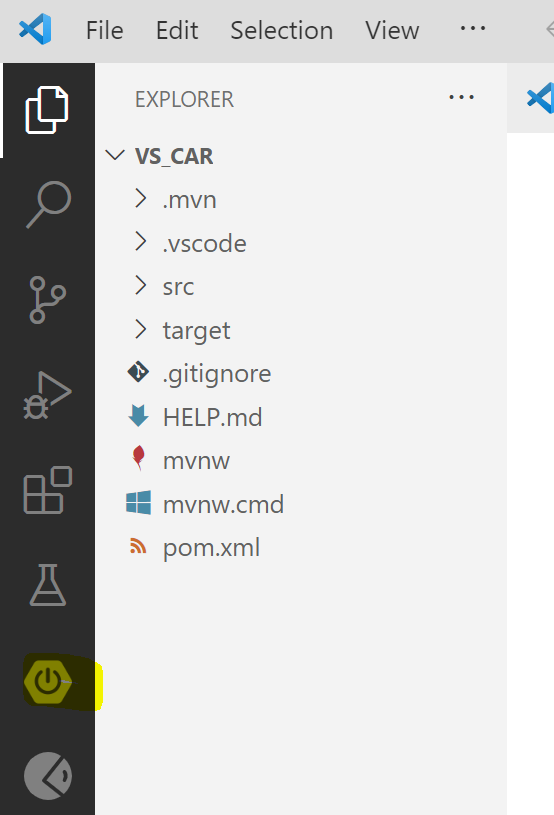 File Edit Selection View ...
EXPLORER ...
VS_CAR
.mvn
.vscode
src
target
.gitignore
HELP.md
mvnw
mvnw.cmd
pom.xml